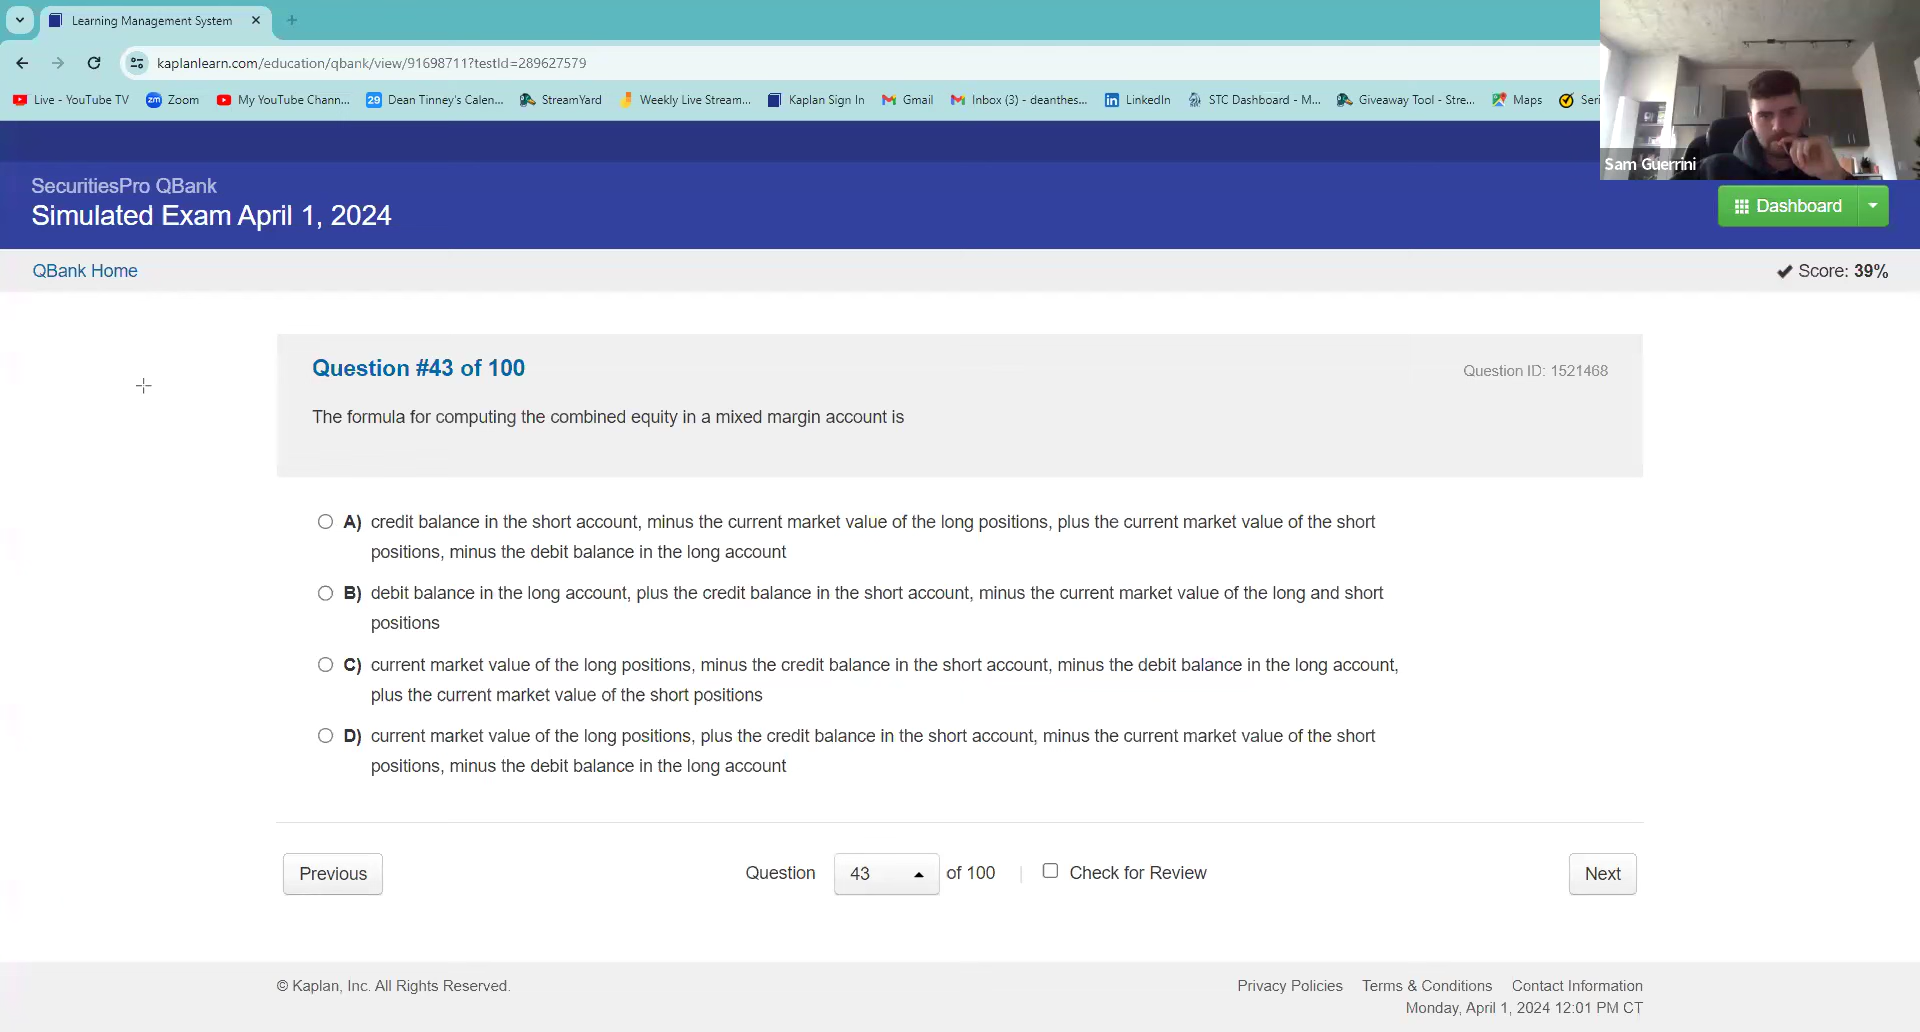 Learning Management System
kaplanlearn.com/education/qbank/view/91698711?testId=289627579
Live - YouTube TV
zm Zoom
My YouTube Chann...
29 Dean Tinney's Calen...
StreamYard
Weekly Live Stream...
Kaplan Sign In
Gmail
Inbox (3) - deanthes...
LinkedIn
STC Dashboard - M...
Giveaway Tool - Stre...
Maps
Seri
Sam Guerrini
SecuritiesPro QBank
Simulated Exam April 1, 2024
Dashboard
QBank Home
Score: 39%
Question #43 of 100
Question ID: 1521468
The formula for computing the combined equity in a mixed margin account is
A) credit balance in the short account, minus the current market value of the long positions, plus the current market value of the short
positions, minus the debit balance in the long account
B) debit balance in the long account, plus the credit balance in the short account, minus the current market value of the long and short
positions
C) current market value of the long positions, minus the credit balance in the short account, minus the debit balance in the long account,
plus the current market value of the short positions
D) current market value of the long positions, plus the credit balance in the short account, minus the current market value of the short
positions, minus the debit balance in the long account
Previous
Question 43 of 100 | Check for Review
Next
© Kaplan, Inc. All Rights Reserved.
Privacy Policies Terms & Conditions Contact Information
Monday, April 1, 2024 12:01 PM CT